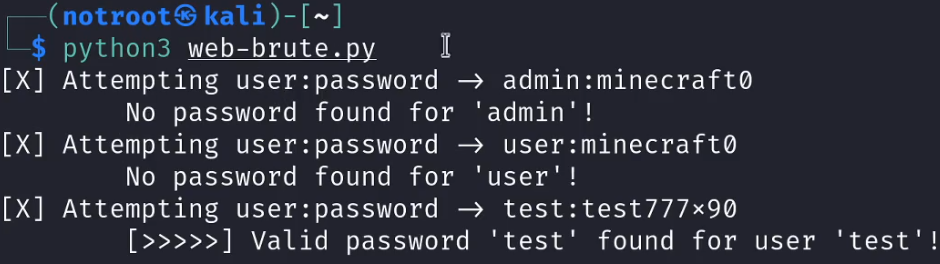 (notroot㉿kali)-[~]
$ python3 web-brute.py
[X] Attempting user:password -> admin:minecraft0
No password found for 'admin'!
[X] Attempting user:password -> user:minecraft0
No password found for 'user'!
[X] Attempting user:password -> test:test777×90
[>>>>>] Valid password 'test' found for user 'test'!